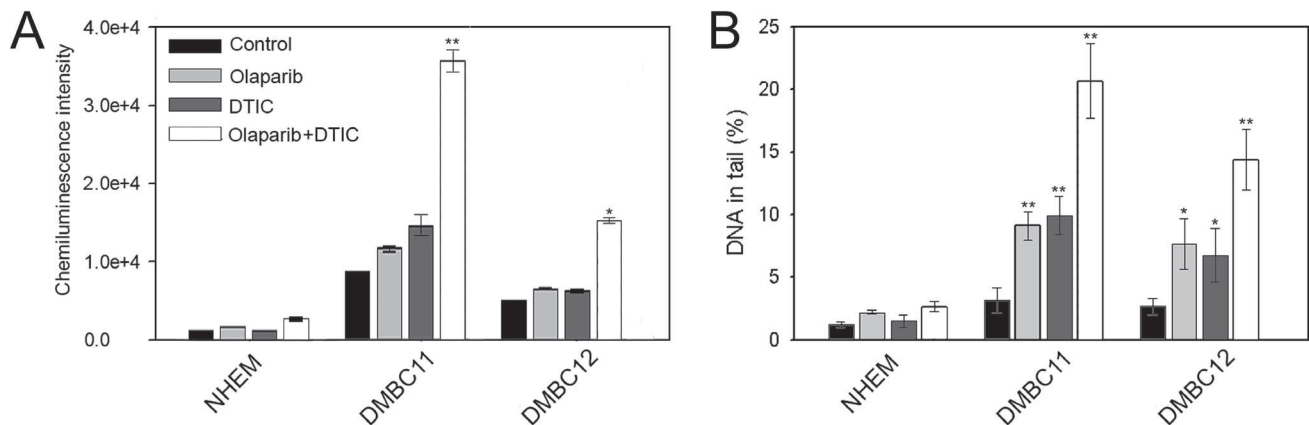 A
B
Chemiluminescence intensity
4.0e+4
3.0e+4
2.0e+4
1.0e+4
0.0
Control
Olaparib
DTIC
Olaparib+DTIC
**
*
NHEM
DMBC11
DMBC12
DNA in tail (%)
25
20
15
10
5
0
**
**
**
*
*
**
NHEM
DMBC11
DMBC12